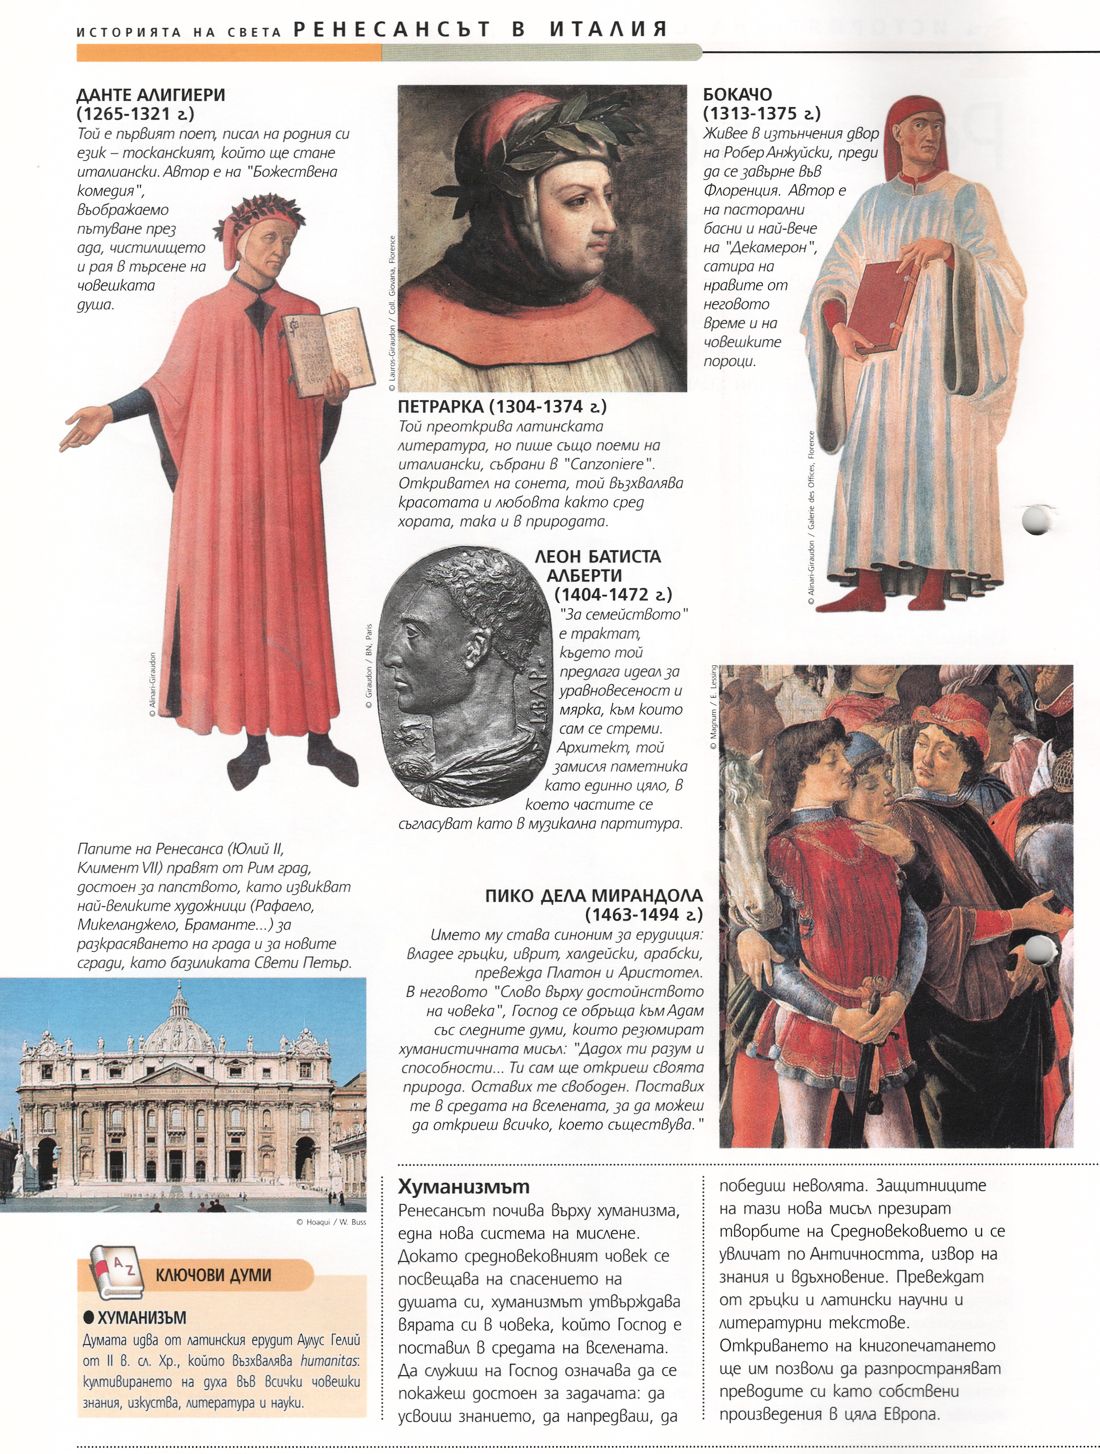 ИСТОРИЯТА НА СВЕТА РЕНЕСАНСЪТ В ИТАЛИЯ
ДАНТЕ АЛИГИЕРИ
(1265-1321 г.)
Той е първият поет, писал на родния си
език – тосканският, който ще стане
италиански. Автор е на "Божествена
комедия",
въображаемо
пътуване през
ада, чистилището
и рая в търсене на
човешката
душа.
© Alinari-Giraudon
© Lauros-Giraudon / Coll. Giovana, Florence
ПЕТРАРКА (1304-1374 г.)
Той преоткрива латинската
литература, но пише също поеми на
италиански, събрани в "Canzoniere".
Откривател на сонета, той възхвалява
красотата и любовта както сред
хората, така и в природата.
БОКАЧО
(1313-1375 г.)
Живее в изтънчения двор
на Робер Анжуйски, преди
да се завърне във
Флоренция. Автор е
на пасторални
басни и най-вече
на "Декамерон",
сатира на
нравите от
неговото
време и на
човешките
пороци.
© Alinari-Giraudon / Galerie des Offices, Florence
ЛЕОН БАТИСТА
АЛБЕРТИ
(1404-1472 г.)
"За семейството"
е трактат,
където той
предлага идеал за
уравновесеност и
мярка, към които
сам се стреми.
Архитект, той
замисля паметника
като единно цяло, в
което частите се
съгласуват като в музикална партитура.
© Giraudon / BN, Paris
L·BAP·
© Magnum / E. Lessing
Папите на Ренесанса (Юлий II,
Климент VII) правят от Рим град,
достоен за папството, като извикват
най-великите художници (Рафаело,
Микеланджело, Браманте...) за
разкрасяването на града и за новите
сгради, като базиликата Свети Петър.
© Hoaqui / W. Buss
ПИКО ДЕЛА МИРАНДОЛА
(1463-1494 г.)
Името му става синоним за ерудиция:
владее гръцки, иврит, халдейски, арабски,
превежда Платон и Аристотел.
В неговото "Слово върху достойнството
на човека", Господ се обръща към Адам
със следните думи, които резюмират
хуманистичната мисъл: "Дадох ти разум и
способности... Ти сам ще откриеш своята
природа. Оставих те свободен. Поставих
те в средата на вселената, за да можеш
да откриеш всичко, което съществува."
A Z
КЛЮЧОВИ ДУМИ
● ХУМАНИЗЪМ
Думата идва от латинския ерудит Аулус Гелий
от II в. сл. Хр., който възхвалява humanitas:
култивирането на духа във всички човешки
знания, изкуства, литература и науки.
Хуманизмът
Ренесансът почива върху хуманизма,
една нова система на мислене.
Докато средновековният човек се
посвещава на спасението на
душата си, хуманизмът утвърждава
вярата си в човека, който Господ е
поставил в средата на вселената.
Да служиш на Господ означава да се
покажеш достоен за задачата: да
усвоиш знанието, да напредваш, да
победиш неволята. Защитниците
на тази нова мисъл презират
творбите на Средновековието и се
увличат по Античността, извор на
знания и вдъхновение. Превеждат
от гръцки и латински научни и
литературни текстове.
Откриването на книгопечатането
ще им позволи да разпространяват
преводите си като собствени
произведения в цяла Европа.